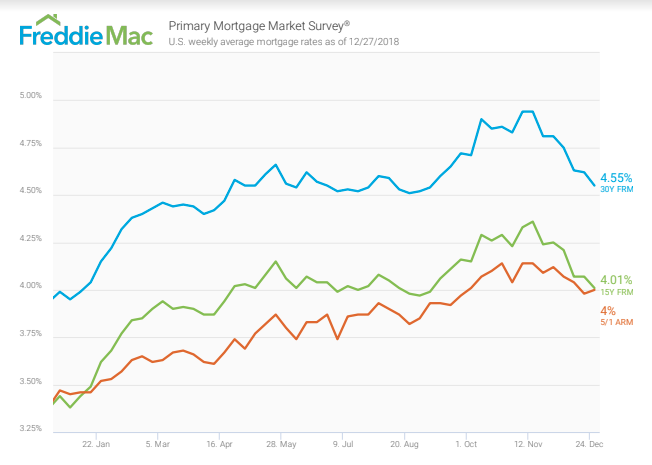 FreddieMac
Primary Mortgage Market Survey®
U.S. weekly average mortgage rates as of 12/27/2018
5.00%
4.75%
4.50%
4.25%
4.00%
3.75%
3.50%
3.25%
4.55%
30Y FRM
4.01%
15Y FRM
4%
5/1 ARM
22. Jan
5. Mar
16. Apr
28. May
9. Jul
20. Aug
1. Oct
12. Nov
24. Dec